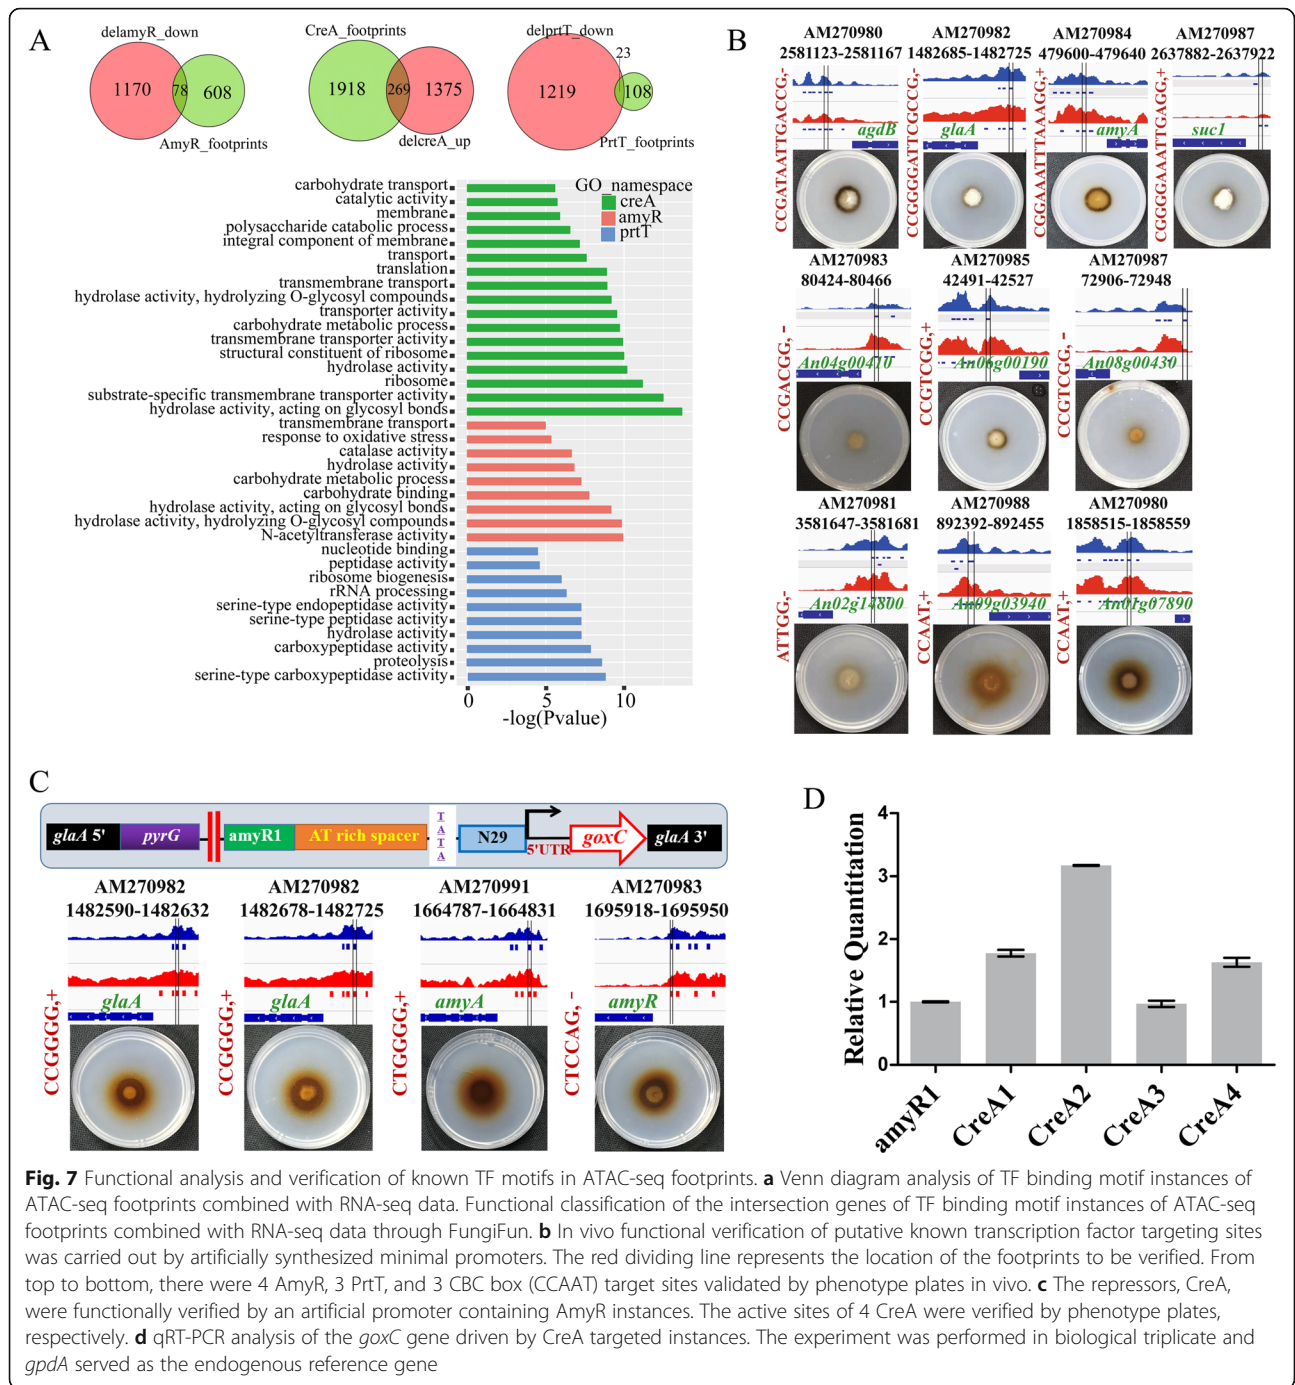 A
delamyR_down
1170
78
608
AmyR_footprints
CreA_footprints
1918
269
1375
delcreA_up
delprtT_down
23
1219
108
PrtT_footprints
GO_namespace
creA
amyR
prtT
carbohydrate transport
catalytic activity
membrane
polysaccharide catabolic process
integral component of membrane
transport
translation
transmembrane transport
hydrolase activity, hydrolyzing O-glycosyl compounds
transporter activity
carbohydrate metabolic process
transmembrane transporter activity
structural constituent of ribosome
hydrolase activity
ribosome
substrate-specific transmembrane transporter activity
hydrolase activity, acting on glycosyl bonds
transmembrane transport
response to oxidative stress
catalase activity
hydrolase activity
carbohydrate metabolic process
carbohydrate binding
hydrolase activity, acting on glycosyl bonds
hydrolase activity, hydrolyzing O-glycosyl compounds
N-acetyltransferase activity
nucleotide binding
peptidase activity
ribosome biogenesis
rRNA processing
serine-type endopeptidase activity
serine-type peptidase activity
hydrolase activity
carboxypeptidase activity
proteolysis
serine-type carboxypeptidase activity
0 5 10
-log(Pvalue)
B
AM270980
2581123-2581167
CCGATAATTGACCG,-
agdB
AM270982
1482685-1482725
CCGGGGATTCGCCG,-
glaA
AM270984
479600-479640
CGGAAATTTAAAGG,+
amyA
AM270987
2637882-2637922
CGGGGAAATTGAGG,+
suc1
AM270983
80424-80466
CCGACGG, -
An04g00410
AM270985
42491-42527
CCGTCGG,+
An06g00190
AM270987
72906-72948
CCGTCGG, -
An08g00430
AM270981
3581647-3581681
ATTGG,-
An02g14800
AM270988
892392-892455
CCAAT,+
An09g03940
AM270980
1858515-1858559
CCAAT,+
An01g07890
C
glaA 5'
pyrG
amyR1
AT rich spacer
TATA
N29
5'UTR
goxC
glaA 3'
AM270982
1482590-1482632
CCGGGG,+
glaA
AM270982
1482678-1482725
CCGGGG,+
glaA
AM270991
1664787-1664831
CTGGGG,+
amyA
AM270983
1695918-1695950
CTCCAG, -
amyR
D
Relative Quantitation
4
3
2
1
0
amyR1
CreA1
CreA2
CreA3
CreA4
Fig. 7 Functional analysis and verification of known TF motifs in ATAC-seq footprints. a Venn diagram analysis of TF binding motif instances of
ATAC-seq footprints combined with RNA-seq data. Functional classification of the intersection genes of TF binding motif instances of ATAC-seq
footprints combined with RNA-seq data through FungiFun. b In vivo functional verification of putative known transcription factor targeting sites
was carried out by artificially synthesized minimal promoters. The red dividing line represents the location of the footprints to be verified. From
top to bottom, there were 4 AmyR, 3 PrtT, and 3 CBC box (CCAAT) target sites validated by phenotype plates in vivo. c The repressors, CreA,
were functionally verified by an artificial promoter containing AmyR instances. The active sites of 4 CreA were verified by phenotype plates,
respectively. d qRT-PCR analysis of the goxC gene driven by CreA targeted instances. The experiment was performed in biological triplicate and
gpdA served as the endogenous reference gene